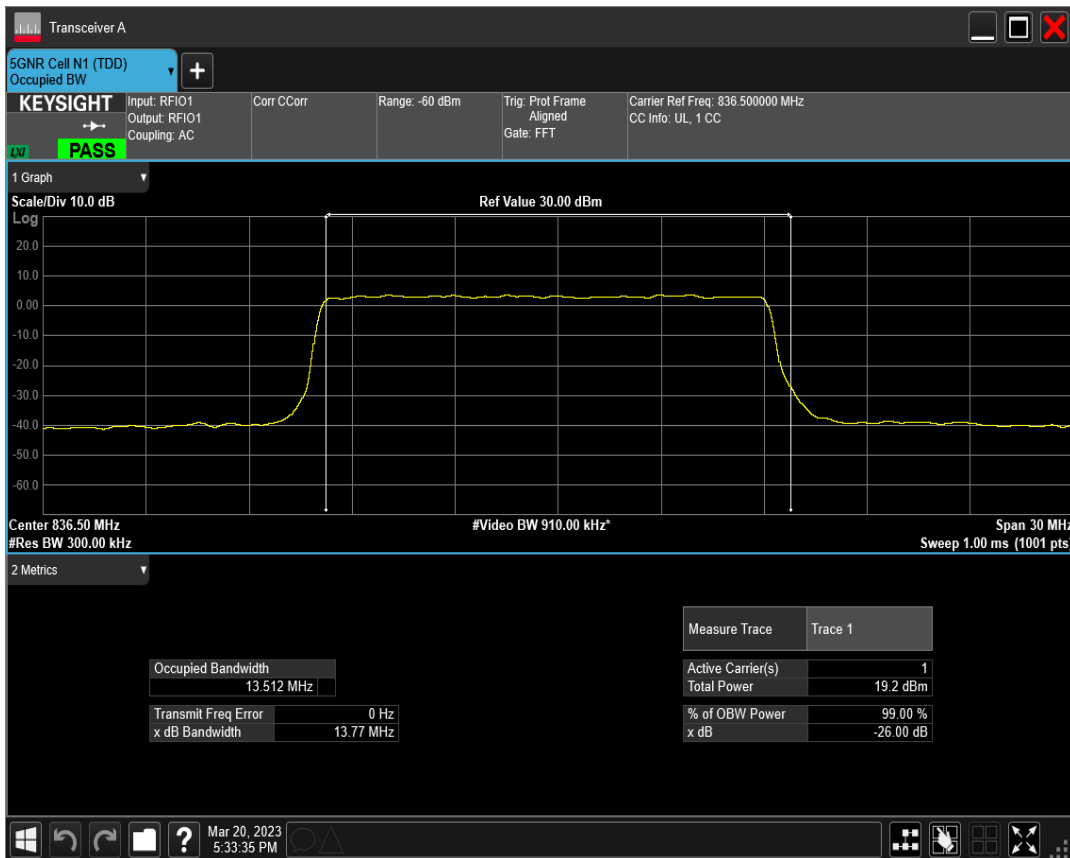 Transceiver A
5GNR Cell N1 (TDD)
Occupied BW
+
KEYSIGHT
LXI
PASS
Input: RFIO1
Output: RFIO1
Coupling: AC
Corr CCorr
Range: -60 dBm
Trig: Prot Frame
Aligned
Gate: FFT
Carrier Ref Freq: 836.500000 MHz
CC Info: UL, 1 CC
1 Graph
Scale/Div 10.0 dB
Ref Value 30.00 dBm
Log
20.0
10.0
0.00
-10.0
-20.0
-30.0
-40.0
-50.0
-60.0
Center 836.50 MHz
#Video BW 910.00 kHz*
Span 30 MHz
#Res BW 300.00 kHz
Sweep 1.00 ms (1001 pts)
2 Metrics
Measure Trace Trace 1
Occupied Bandwidth
13.512 MHz
Active Carrier(s) 1
Total Power 19.2 dBm
Transmit Freq Error 0 Hz
x dB Bandwidth 13.77 MHz
% of OBW Power 99.00 %
x dB -26.00 dB
?
Mar 20, 2023
5:33:35 PM